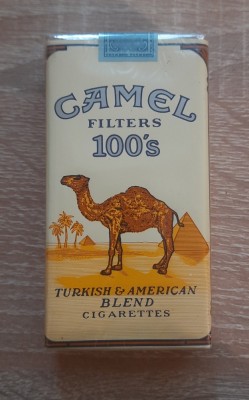 CAMEL
FILTERS
100's
TURKISH & AMERICAN
BLEND
CIGARETTES